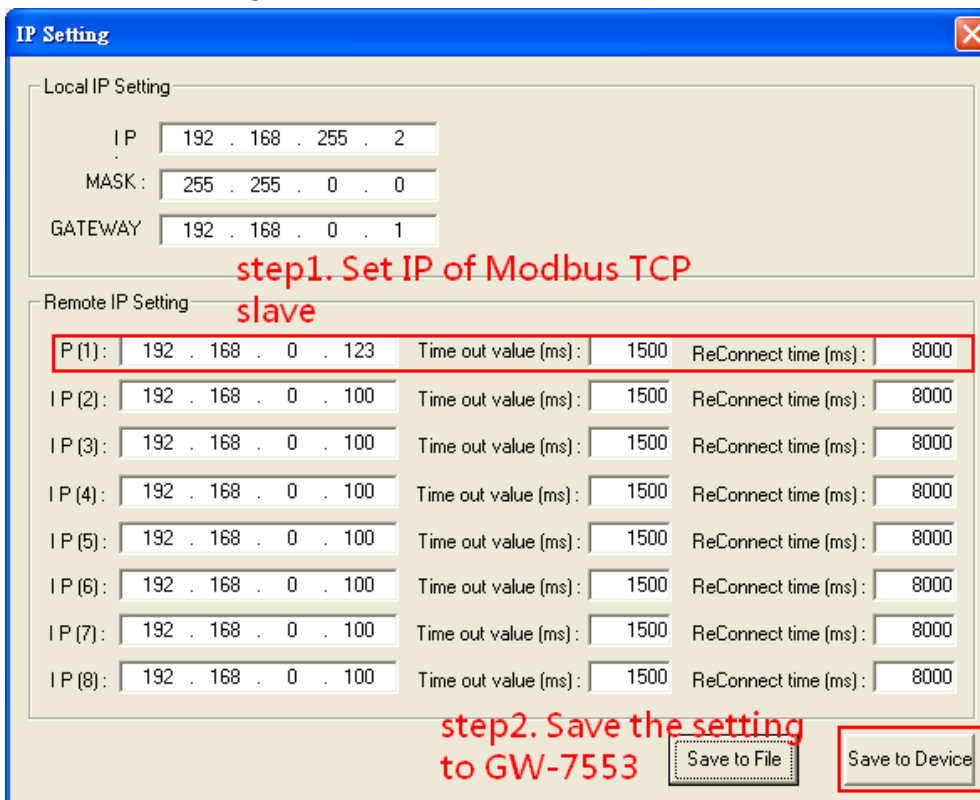 IP Setting
Local IP Setting
I P
192 . 168 . 255 . 2
MASK :
255 . 255 . 0 . 0
GATEWAY
192 . 168 . 0 . 1
step1. Set IP of Modbus TCP
slave
Remote IP Setting
P (1) : 192 . 168 . 0 . 123 Time out value (ms) : 1500 ReConnect time (ms) : 8000
I P (2) : 192 . 168 . 0 . 100 Time out value (ms) : 1500 ReConnect time (ms) : 8000
I P (3) : 192 . 168 . 0 . 100 Time out value (ms) : 1500 ReConnect time (ms) : 8000
I P (4) : 192 . 168 . 0 . 100 Time out value (ms) : 1500 ReConnect time (ms) : 8000
I P (5) : 192 . 168 . 0 . 100 Time out value (ms) : 1500 ReConnect time (ms) : 8000
I P (6) : 192 . 168 . 0 . 100 Time out value (ms) : 1500 ReConnect time (ms) : 8000
I P (7) : 192 . 168 . 0 . 100 Time out value (ms) : 1500 ReConnect time (ms) : 8000
I P (8) : 192 . 168 . 0 . 100 Time out value (ms) : 1500 ReConnect time (ms) : 8000
step2. Save the setting
to GW-7553
Save to File
Save to Device